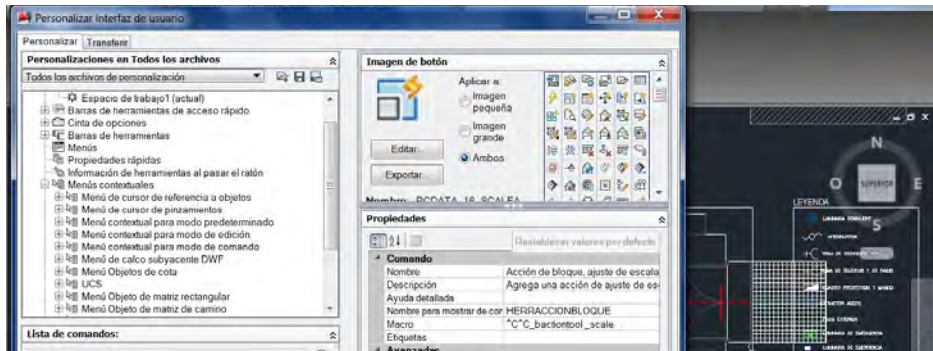 Personalizar interfaz de usuario
Personalizar Transferir
Personalizaciones en Todos los archivos
Todos los archivos de personalización
Espacio de trabajo1 (actual)
Barras de herramientas de acceso rápido
Cinta de opciones
Barras de herramientas
Menús
Propiedades rápidas
Información de herramientas al pasar el ratón
Menús contextuales
Menú de cursor de referencia a objetos
Menú de cursor de pinzamientos
Menú contextual para modo predeterminado
Menú contextual para modo de edición
Menú contextual para modo de comando
Menú de calco subyacente DWF
Menú Objetos de cota
UCS
Menú Objeto de matriz rectangular
Menú Objeto de matriz de camino
Lista de comandos:
Imagen de botón
Aplicar a:
Imagen pequeña
Imagen grande
Ambos
Editar...
Exportar...
Nombre: RCDATA_16_SCALEA
Propiedades
Restablecer valores por defecto
Comando
Nombre Acción de bloque, ajuste de escala
Descripción Agrega una acción de ajuste de es
Ayuda detallada
Nombre para mostrar de cor HERRACCIONBLOQUE
Macro ^C^C_bactiontool _scale
Etiquetas
Avanzadas
N
O SUPERIOR E
S
LEYENDA